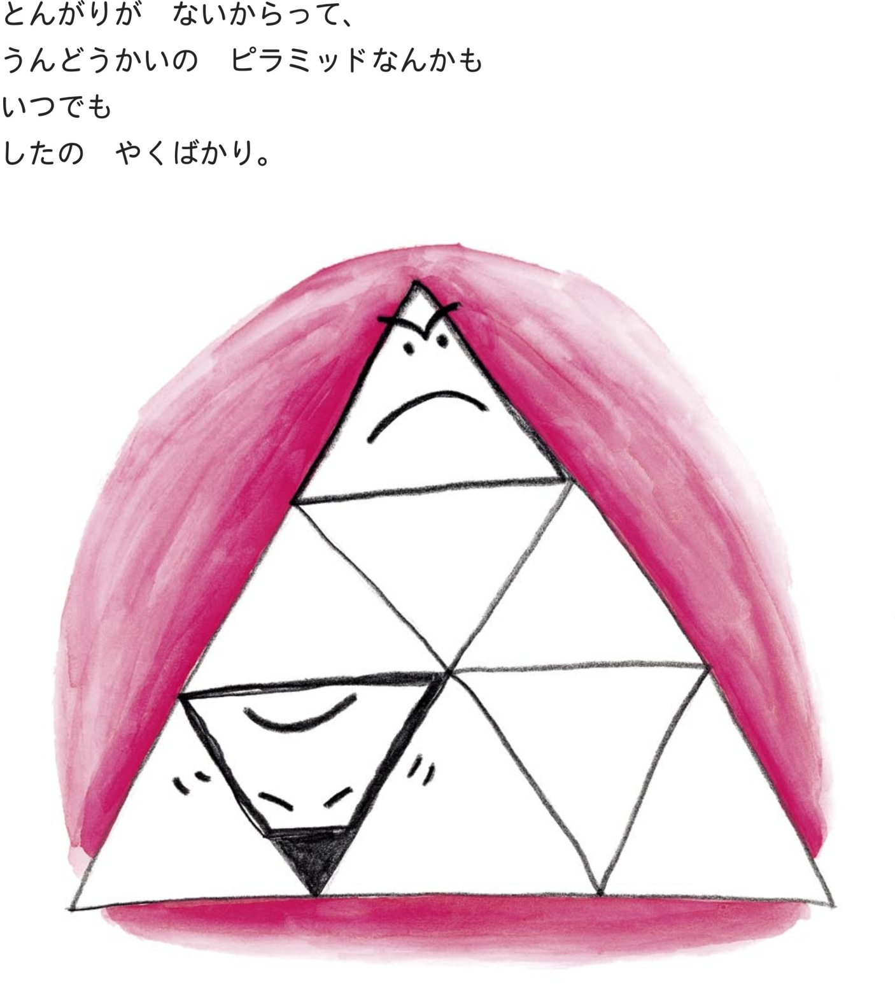 とんがりが　ないからって、
うんどうかいの　ピラミッドなんかも
いつでも
したの　やくばかり。